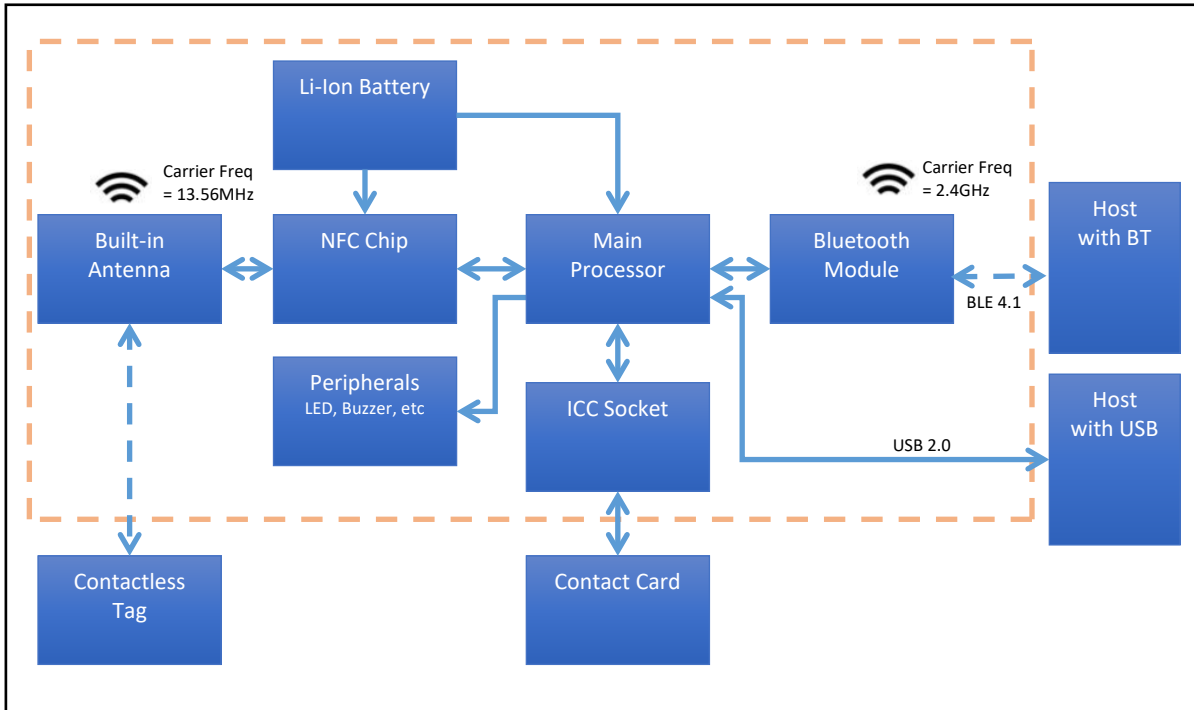 Li-Ion Battery
Carrier Freq
= 13.56MHz
Carrier Freq
= 2.4GHz
Built-in
Antenna
NFC Chip
Main
Processor
Bluetooth
Module
Host
with BT
BLE 4.1
Peripherals
LED, Buzzer, etc
ICC Socket
Host
with USB
USB 2.0
Contactless
Tag
Contact Card